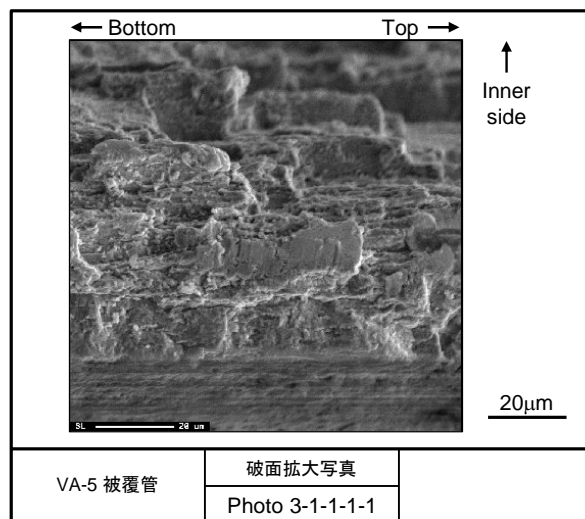 ← Bottom Top →
↑
Inner
side
SL 20 um
20μm
VA-5 被覆管
破面拡大写真
Photo 3-1-1-1-1